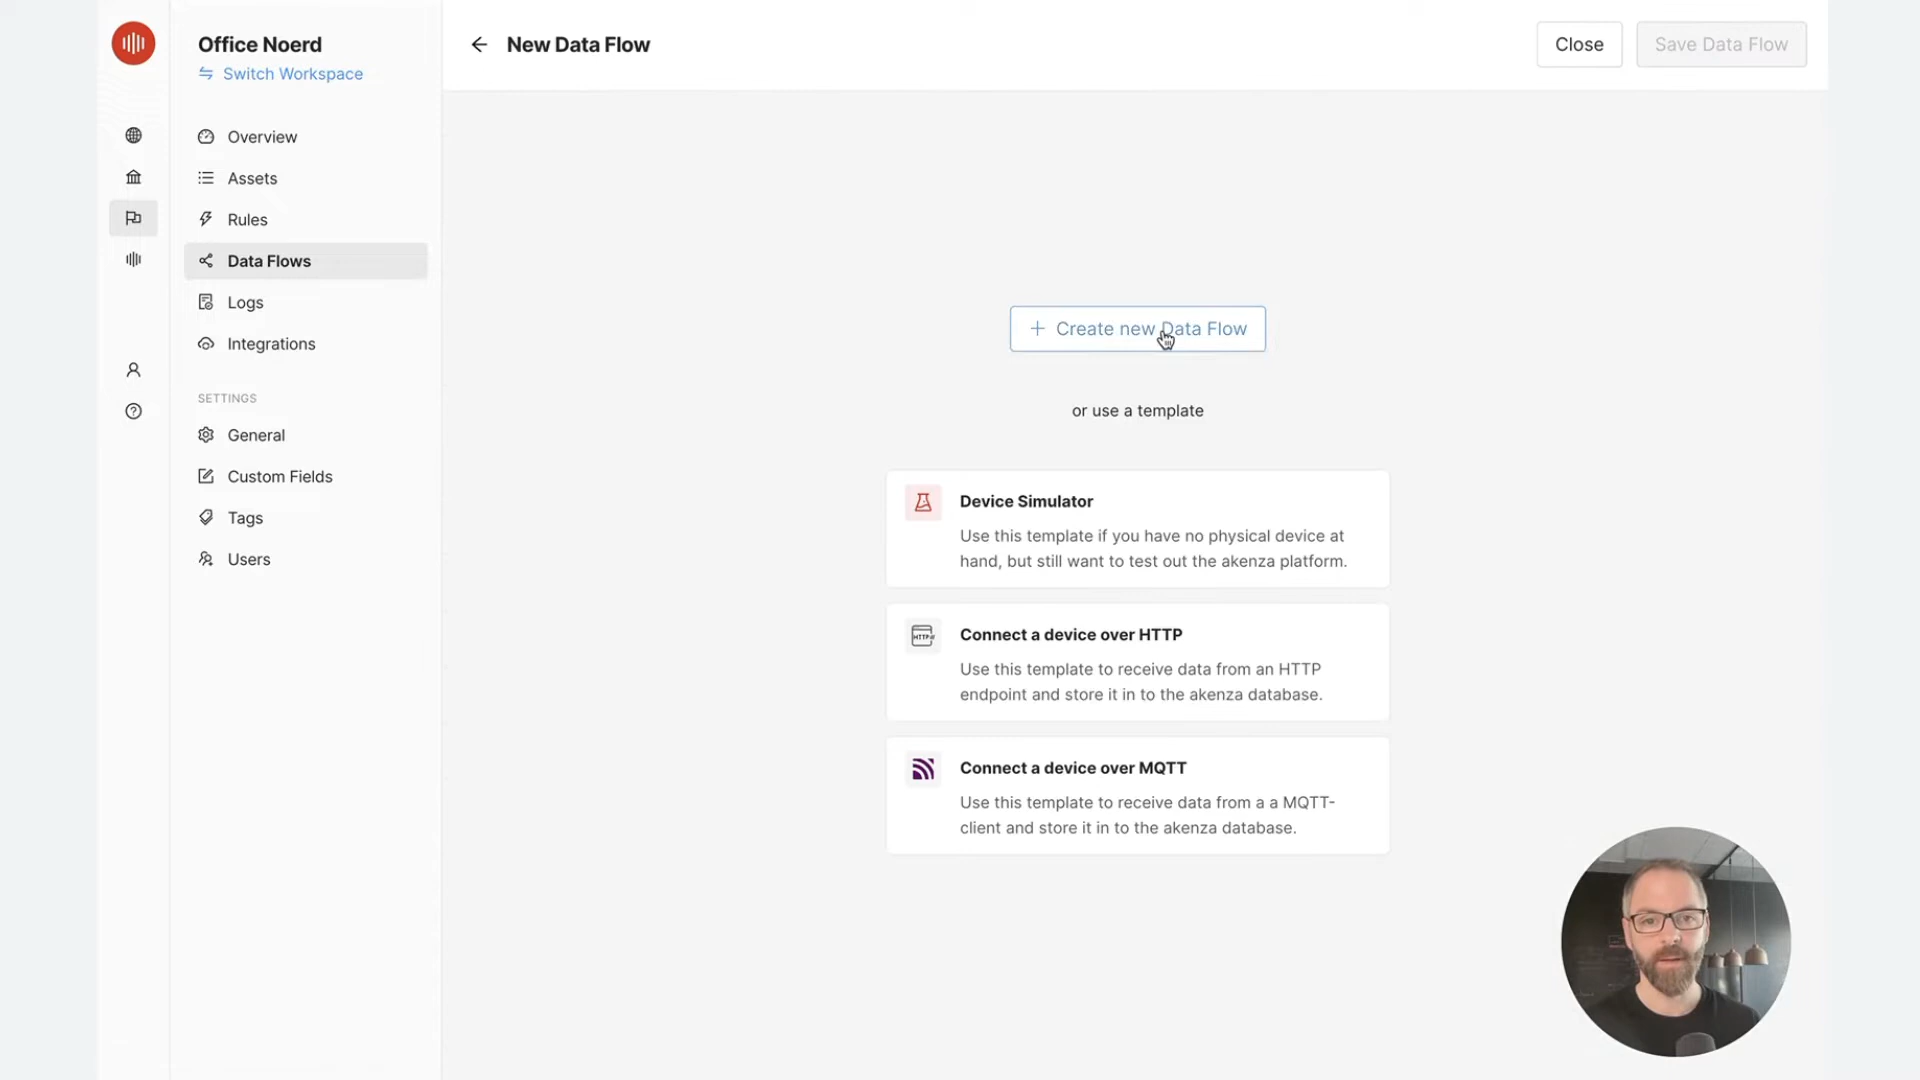 Office Noerd
Switch Workspace
Overview
Assets
Rules
Data Flows
Logs
Integrations
SETTINGS
General
Custom Fields
Tags
Users
New Data Flow
Close
Save Data Flow
+ Create new Data Flow
or use a template
Device Simulator
Use this template if you have no physical device at
hand, but still want to test out the akenza platform.
HTTP
Connect a device over HTTP
Use this template to receive data from an HTTP
endpoint and store it in to the akenza database.
Connect a device over MQTT
Use this template to receive data from a a MQTT-
client and store it in to the akenza database.